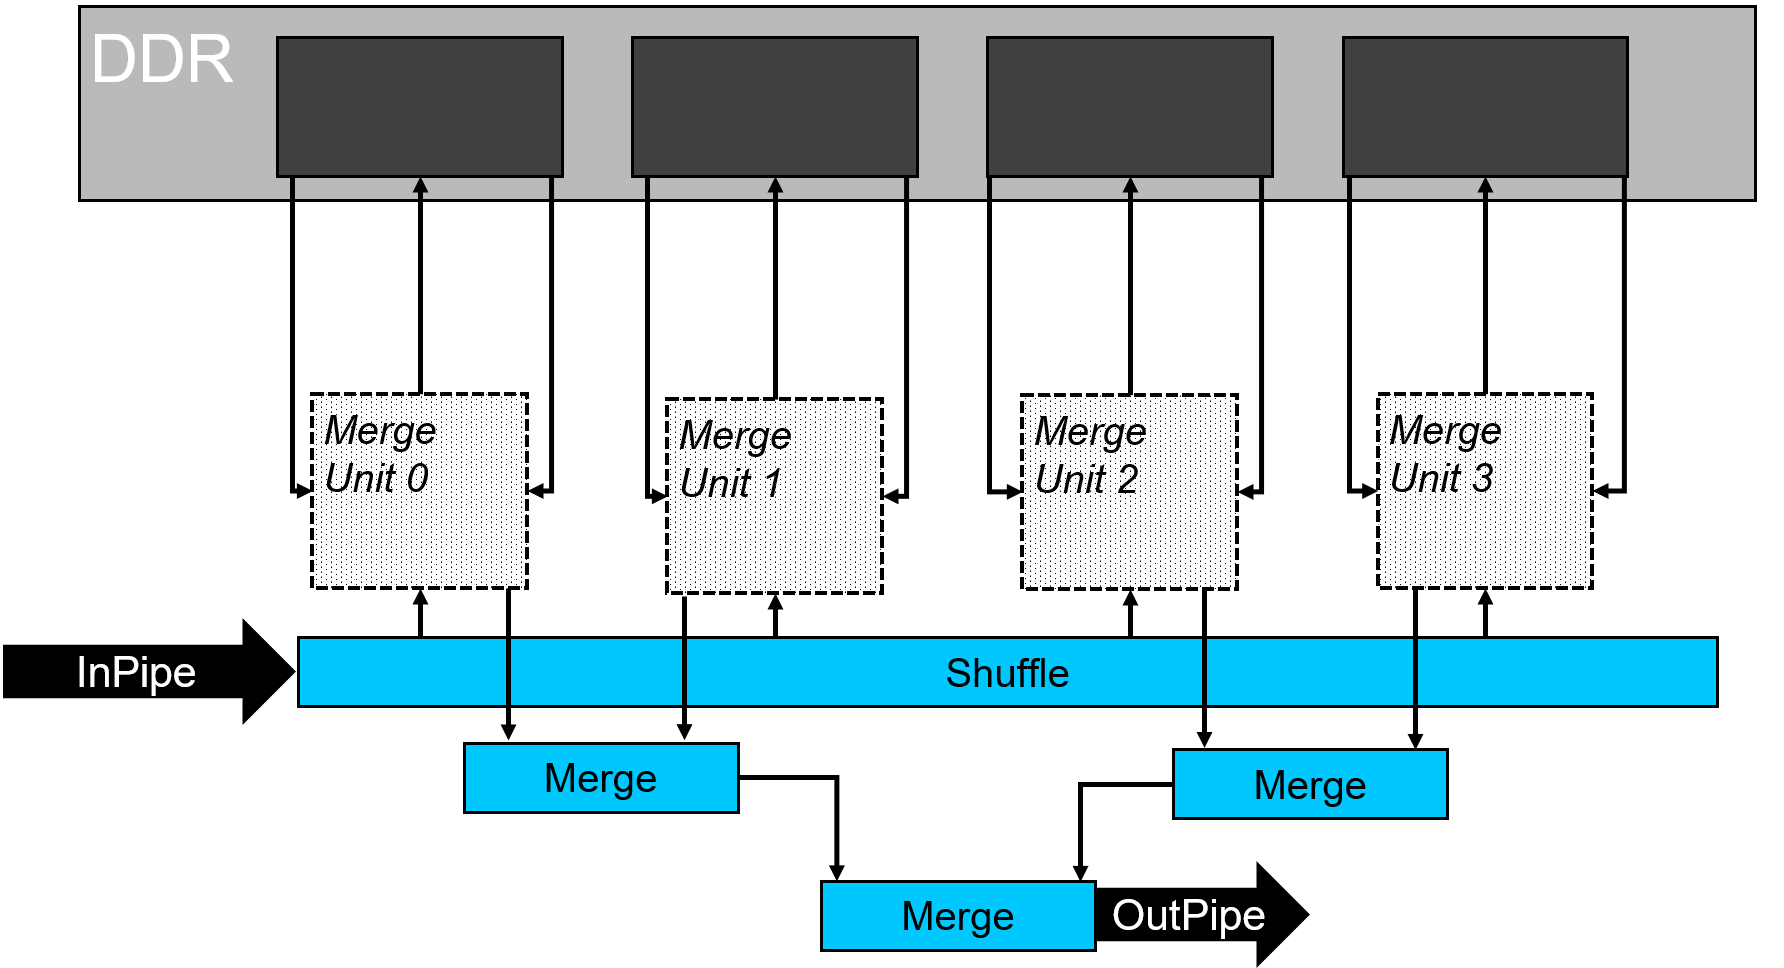 DDR
Merge
Unit 0
Merge
Unit 1
Merge
Unit 2
Merge
Unit 3
InPipe
Shuffle
Merge
Merge
Merge
OutPipe